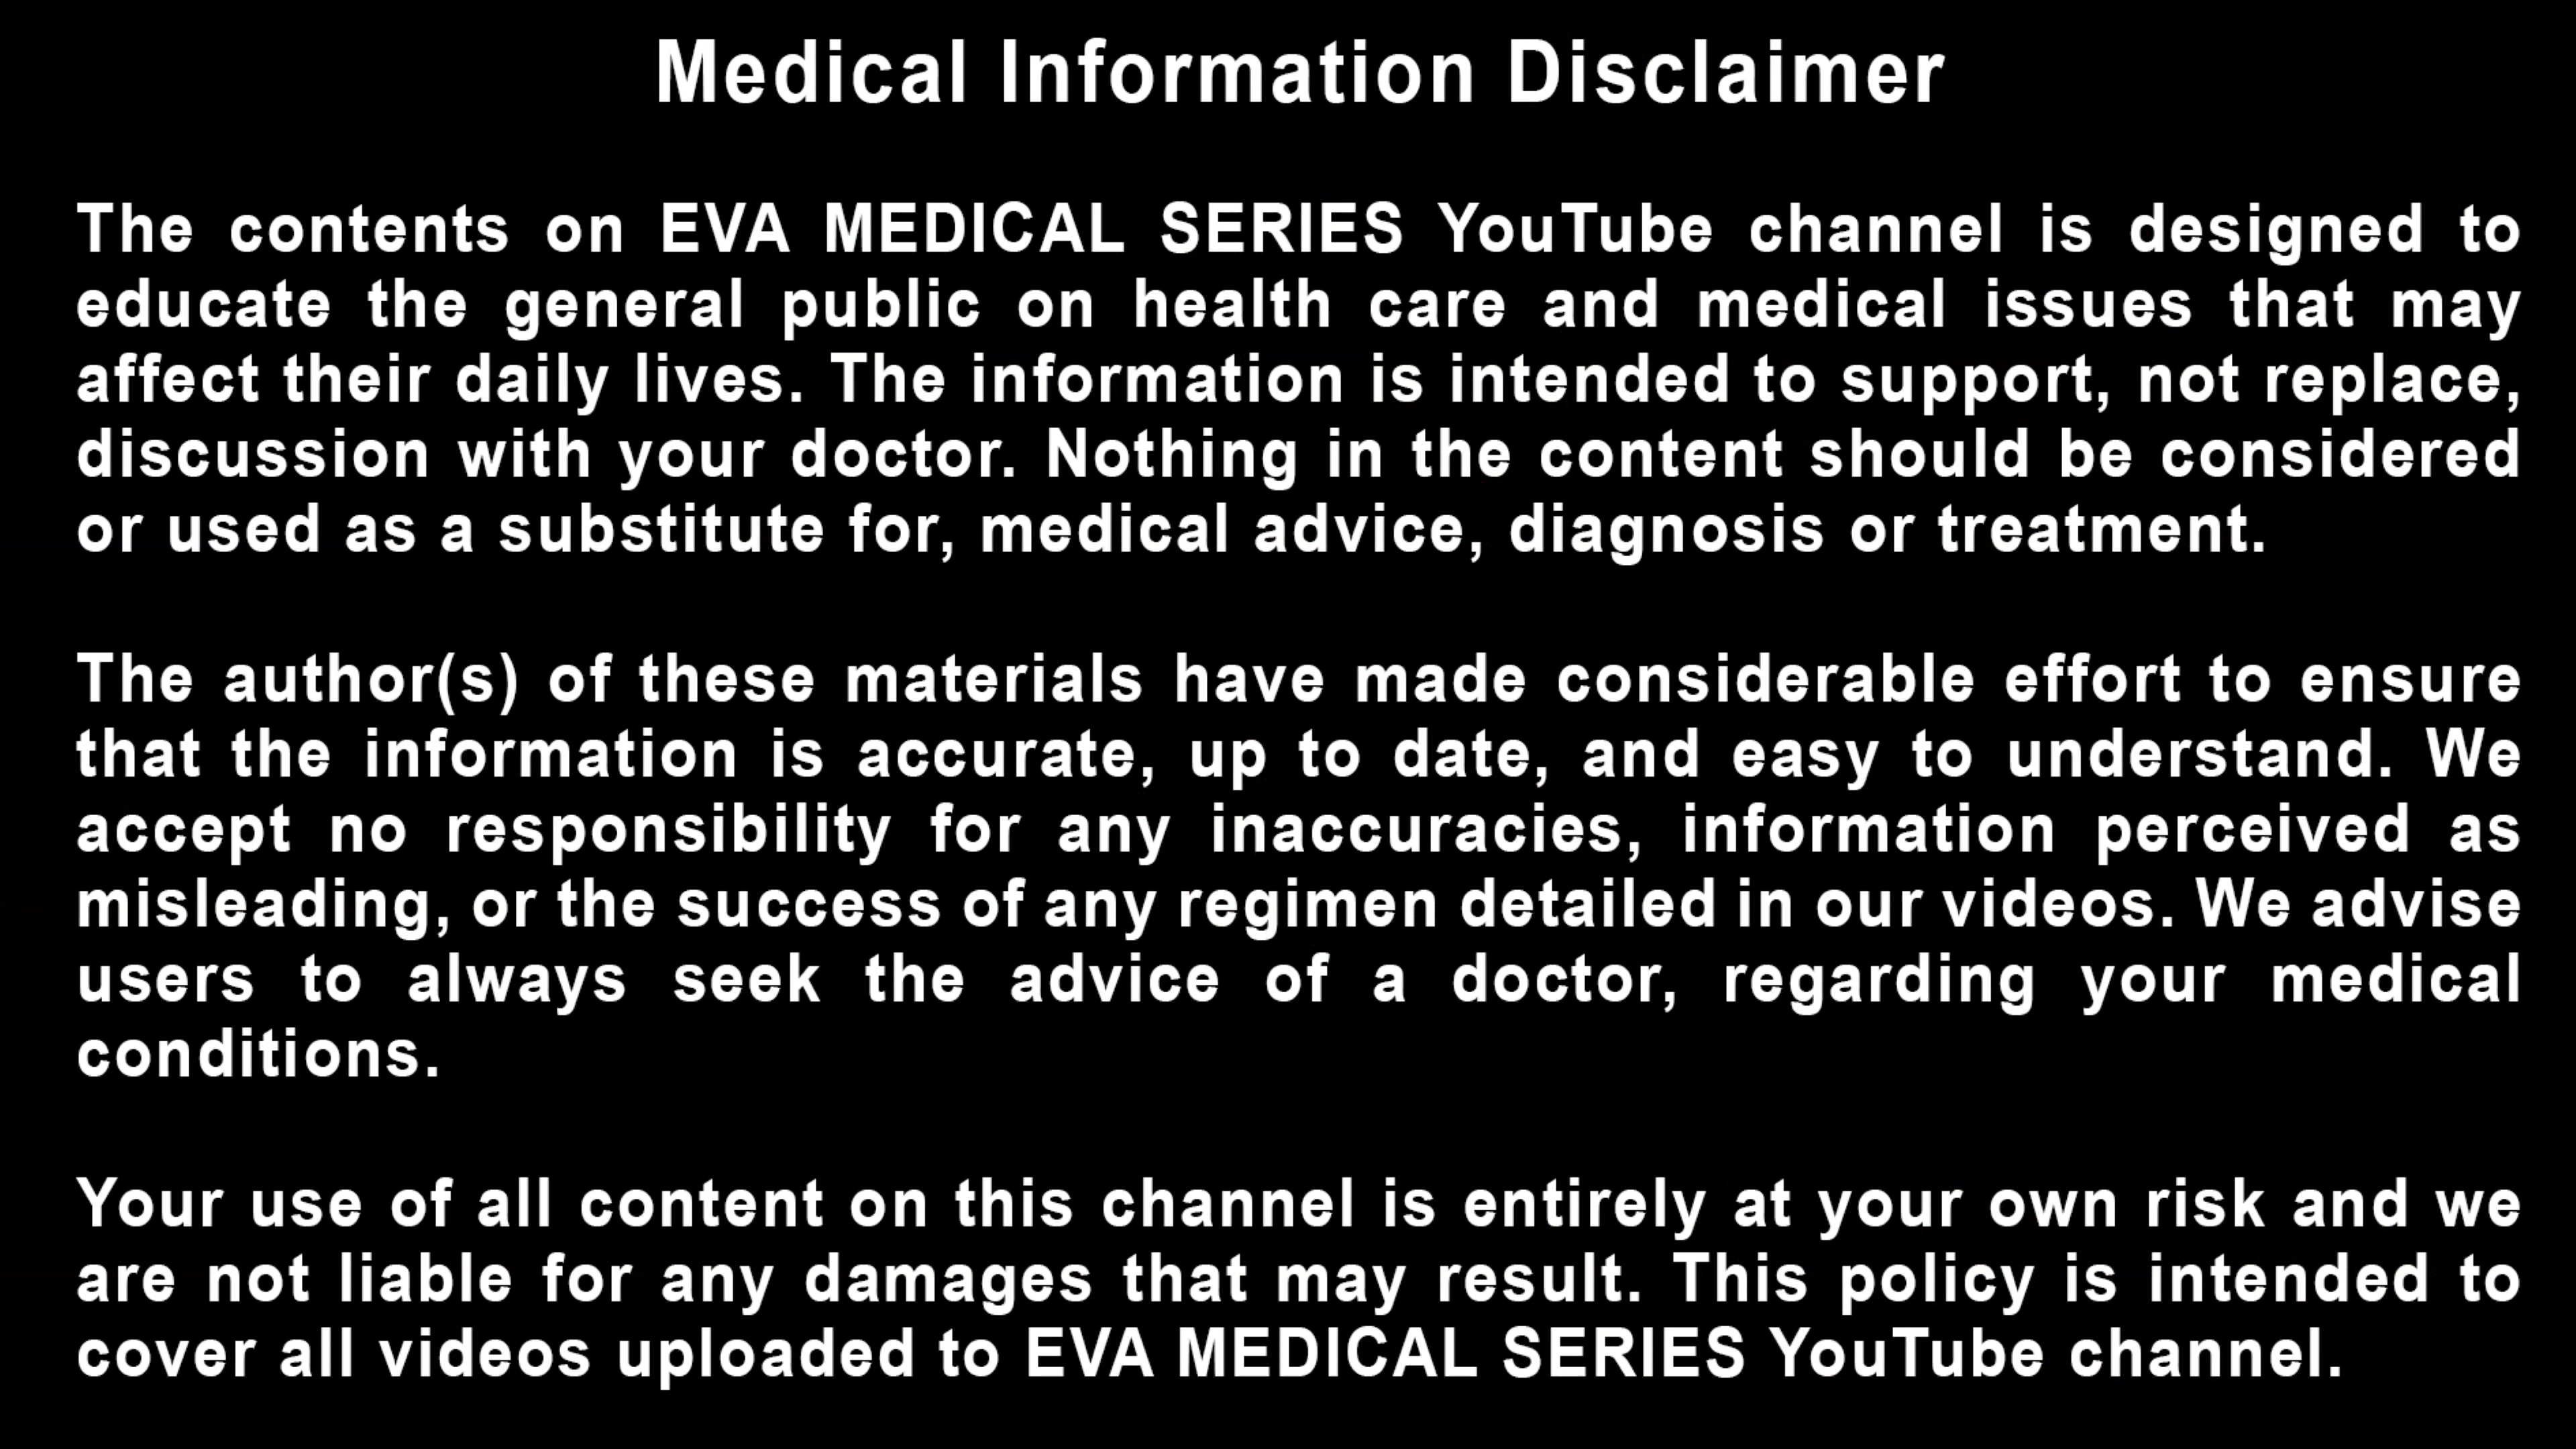 Medical Information Disclaimer
The contents on EVA MEDICAL SERIES YouTube channel is designed to
educate the general public on health care and medical issues that may
affect their daily lives. The information is intended to support, not replace,
discussion with your doctor. Nothing in the content should be considered
or used as a substitute for, medical advice, diagnosis or treatment.
The author(s) of these materials have made considerable effort to ensure
that the information is accurate, up to date, and easy to understand. We
accept no responsibility for any inaccuracies, information perceived as
misleading, or the success of any regimen detailed in our videos. We advise
users to always seek the advice of a doctor, regarding your medical
conditions.
Your use of all content on this channel is entirely at your own risk and we
are not liable for any damages that may result. This policy is intended to
cover all videos uploaded to EVA MEDICAL SERIES YouTube channel.